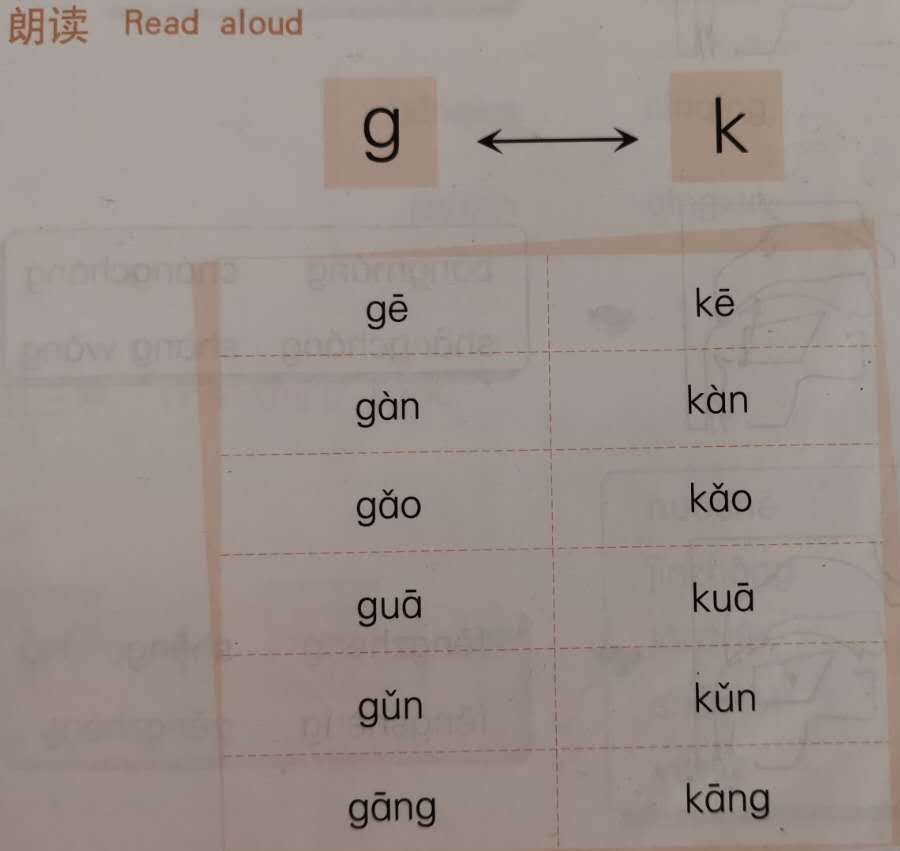 朗读 Read aloud
g k
gē kē
gàn kàn
gǎo kǎo
guā kuā
gǔn kǔn
gāng kāng